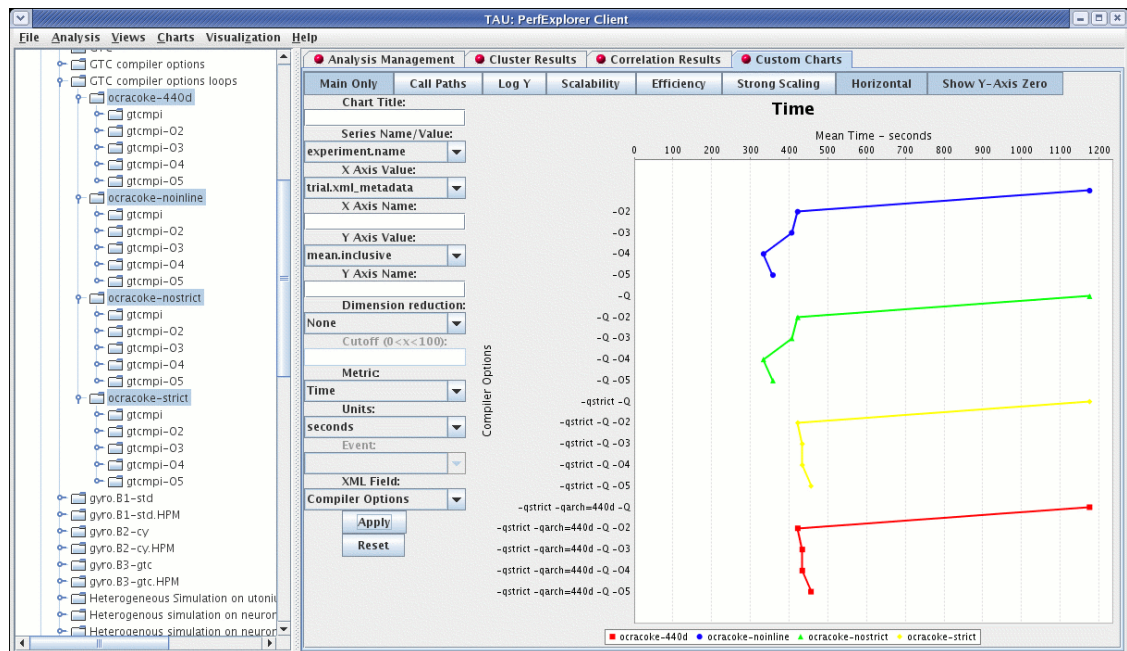 TAU: PerfExplorer Client
File Analysis Views Charts Visualization Help
GTC compiler options
GTC compiler options loops
ocracoke-440d
gtcmpi
gtcmpi-O2
gtcmpi-O3
gtcmpi-O4
gtcmpi-O5
ocracoke-noinline
gtcmpi
gtcmpi-O2
gtcmpi-O3
gtcmpi-O4
gtcmpi-O5
ocracoke-nostrict
gtcmpi
gtcmpi-O2
gtcmpi-O3
gtcmpi-O4
gtcmpi-O5
ocracoke-strict
gtcmpi
gtcmpi-O2
gtcmpi-O3
gtcmpi-O4
gtcmpi-O5
gyro.B1-std
gyro.B1-std.HPM
gyro.B2-cy
gyro.B2-cy.HPM
gyro.B3-gtc
gyro.B3-gtc.HPM
Heterogeneous Simulation on utoniu
Heterogenous simulation on neuror
Heterogenous simulation on neuror
Analysis Management Cluster Results Correlation Results Custom Charts
Main Only Call Paths Log Y Scalability Efficiency Strong Scaling Horizontal Show Y-Axis Zero
Chart Title:
Series Name/Value:
experiment.name
X Axis Value:
trial.xml_metadata
X Axis Name:
Y Axis Value:
mean.inclusive
Y Axis Name:
Dimension reduction:
None
Cutoff (0<x<100):
Metric:
Time
Units:
seconds
Event:
XML Field:
Compiler Options
Apply
Reset
Time
Mean Time - seconds
0 100 200 300 400 500 600 700 800 900 1000 1100 1200
Compiler Options
-O2
-O3
-O4
-O5
-Q
-Q -O2
-Q -O3
-Q -O4
-Q -O5
-qstrict -Q
-qstrict -Q -O2
-qstrict -Q -O3
-qstrict -Q -O4
-qstrict -Q -O5
-qstrict -qarch=440d -Q
-qstrict -qarch=440d -Q -O2
-qstrict -qarch=440d -Q -O3
-qstrict -qarch=440d -Q -O4
-qstrict -qarch=440d -Q -O5
ocracoke-440d ocracoke-noinline ocracoke-nostrict ocracoke-strict